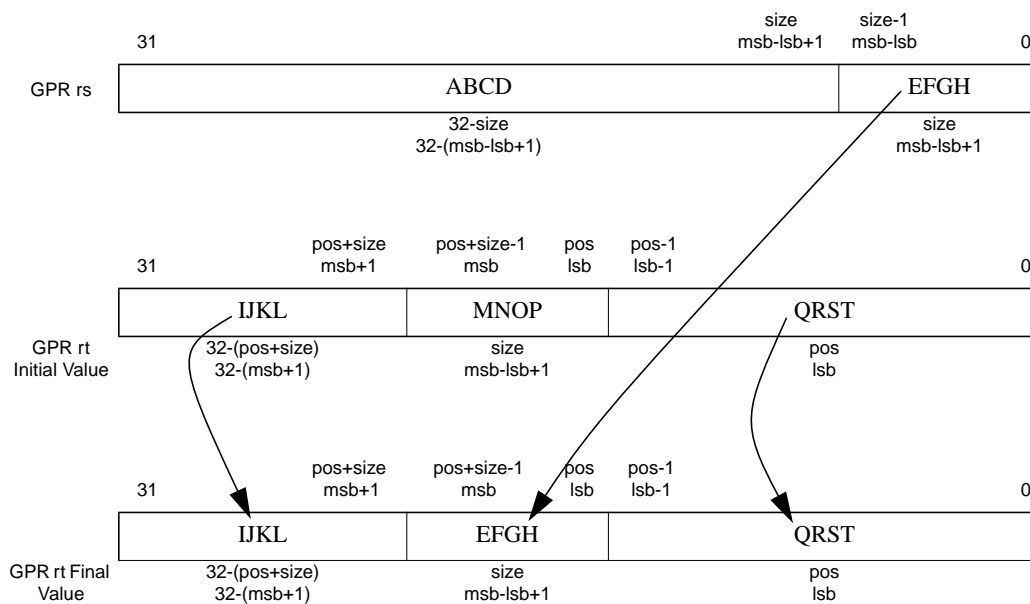 size size-1
31 msb-lsb+1 msb-lsb 0
GPR rs ABCD EFGH
32-size size
32-(msb-lsb+1) msb-lsb+1
pos+size pos+size-1 pos pos-1
31 msb+1 msb lsb lsb-1 0
IJKL MNOP QRST
GPR rt 32-(pos+size) size pos
Initial Value 32-(msb+1) msb-lsb+1 lsb
pos+size pos+size-1 pos pos-1
31 msb+1 msb lsb lsb-1 0
IJKL EFGH QRST
GPR rt Final 32-(pos+size) size pos
Value 32-(msb+1) msb-lsb+1 lsb